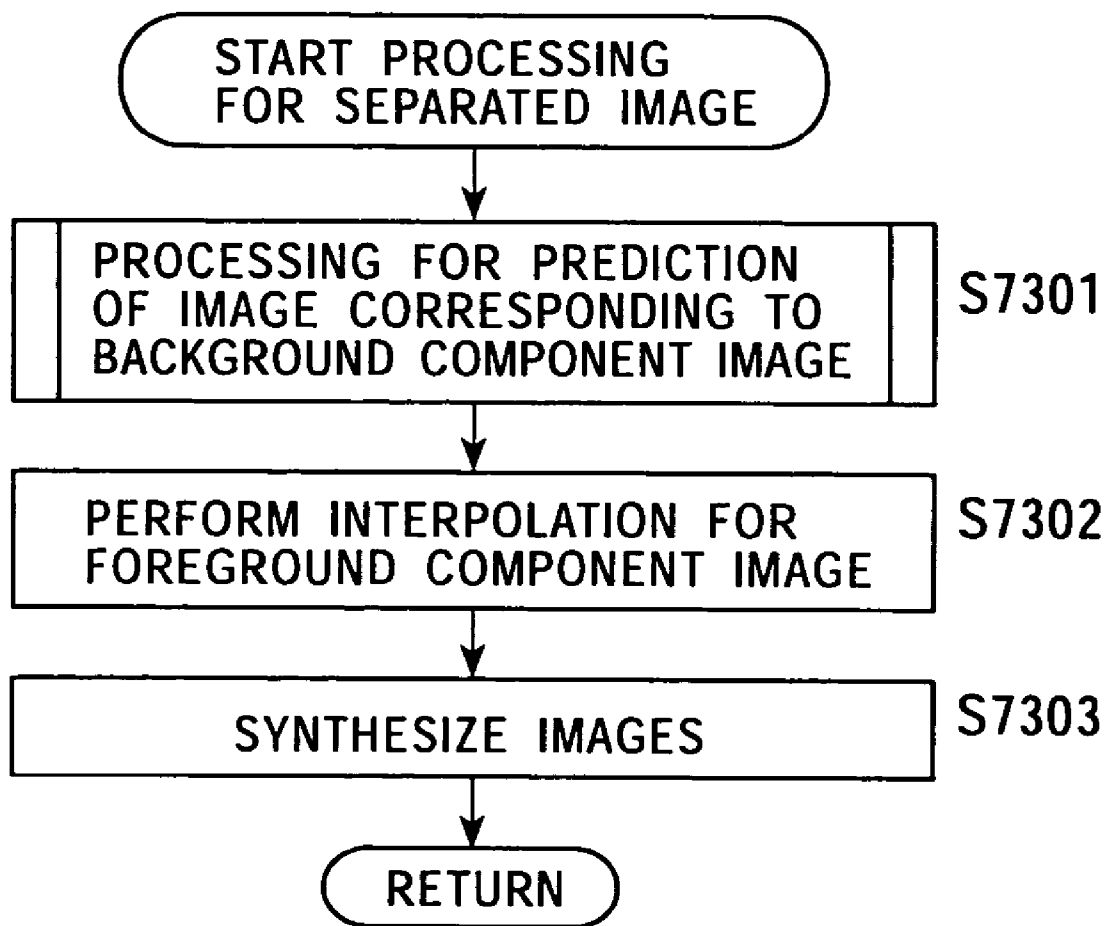 START PROCESSING
FOR SEPARATED IMAGE
PROCESSING FOR PREDICTION
OF IMAGE CORRESPONDING TO
BACKGROUND COMPONENT IMAGE
S7301
PERFORM INTERPOLATION FOR
FOREGROUND COMPONENT IMAGE
S7302
SYNTHESIZE IMAGES
S7303
RETURN